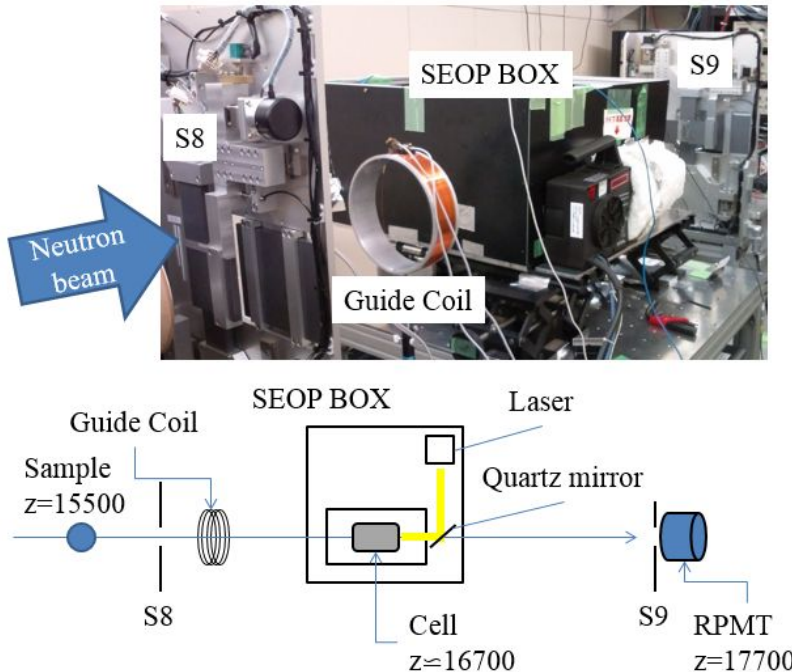 S8
SEOP BOX
S9
Neutron
beam
Guide Coil
SEOP BOX
Guide Coil
Laser
Sample
z=15500
Quartz mirror
S8
S9
Cell
z≃16700
RPMT
z=17700